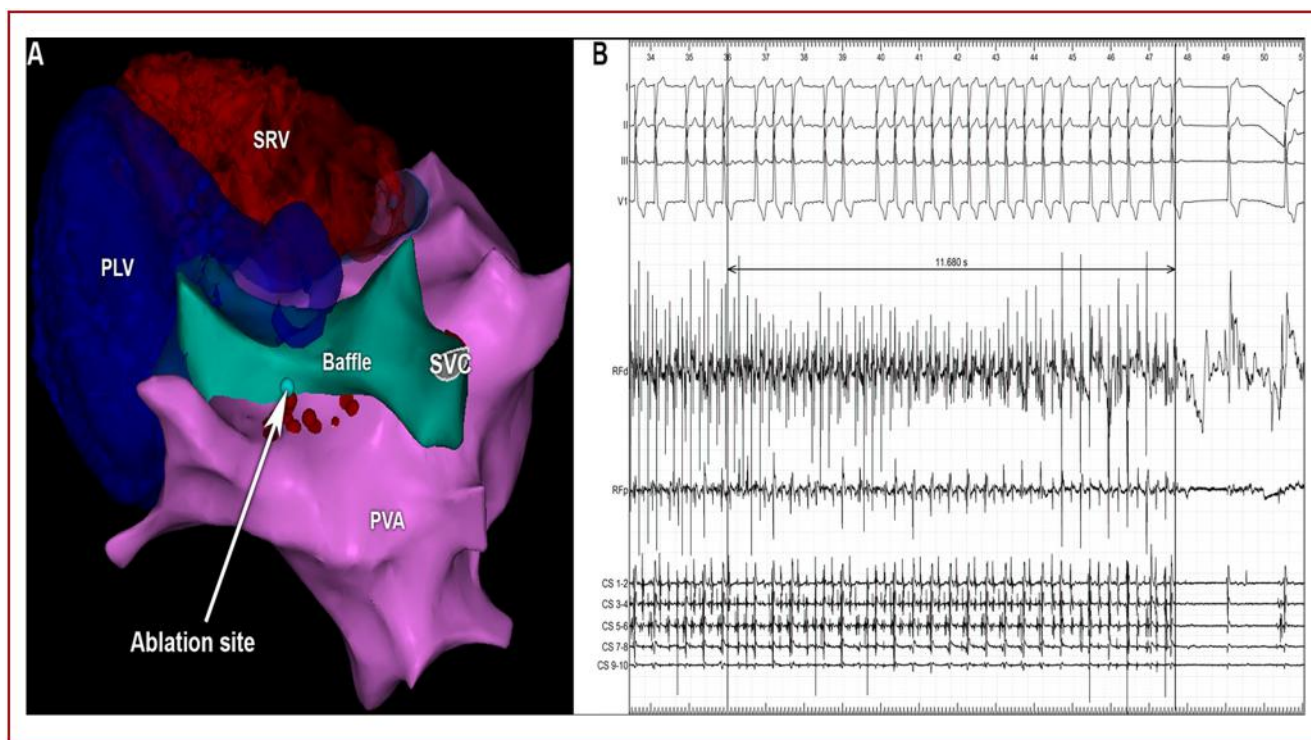 A
SRV
PLV
Baffle
SVC
PVA
Ablation site
B
34 35 36 37 38 39 40 41 42 43 44 45 46 47 48 49 50
I
II
III
V1
11.680 s
RFd
RFp
CS 1-2
CS 3-4
CS 5-6
CS 7-8
CS 9-10